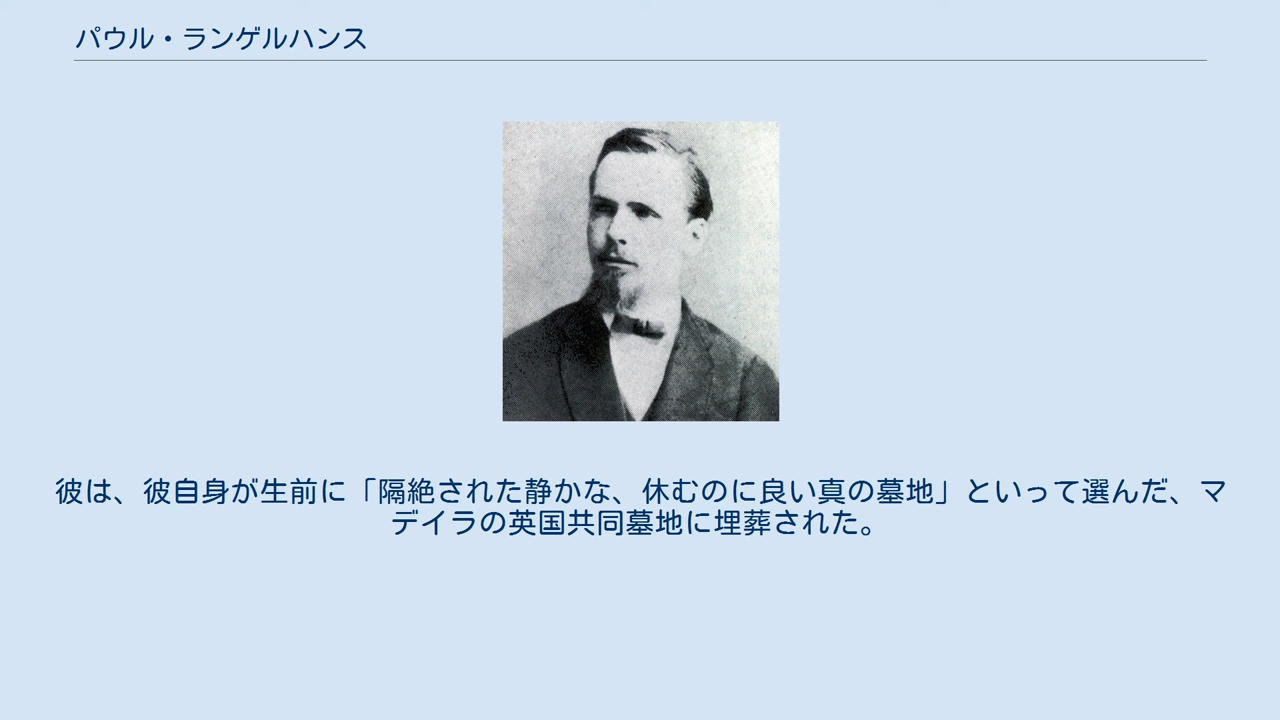 パウル・ランゲルハンス
彼は、彼自身が生前に「隔絶された静かな、休むのに良い真の墓地」といって選んだ、マ
デイラの英国共同墓地に埋葬された。